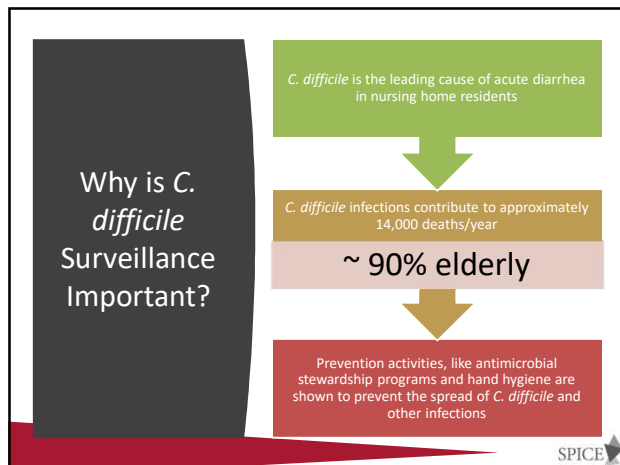 Why is C.
difficile
Surveillance
Important?
C. difficile is the leading cause of acute diarrhea
in nursing home residents
C. difficile infections contribute to approximately
14,000 deaths/year
~ 90% elderly
Prevention activities, like antimicrobial
stewardship programs and hand hygiene are
shown to prevent the spread of C. difficile and
other infections
SPICE